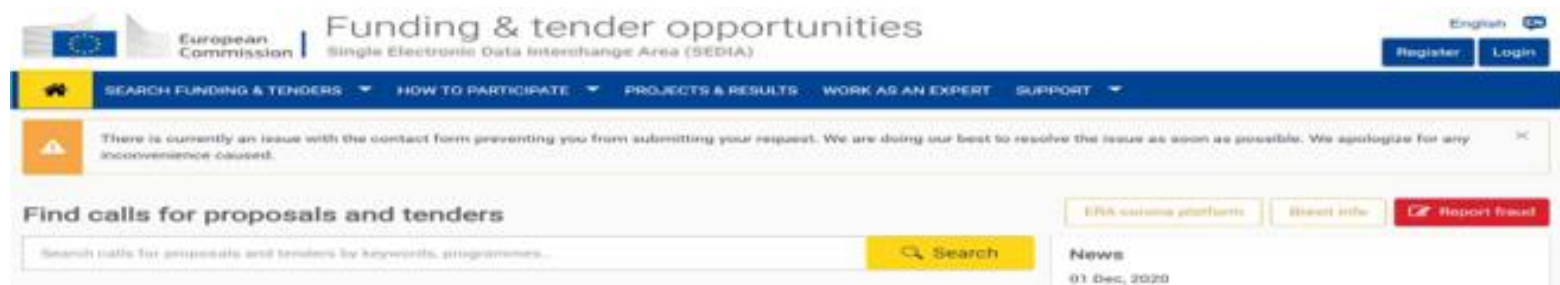 European
Commission
Funding & tender opportunities
Single Electronic Data Interchange Area (SEDIA)
English EN
Register Login
SEARCH FUNDING & TENDERS HOW TO PARTICIPATE PROJECTS & RESULTS WORK AS AN EXPERT SUPPORT
There is currently an issue with the contact form preventing you from submitting your request. We are doing our best to resolve the issue as soon as possible. We apologize for any
inconvenience caused.
Find calls for proposals and tenders
ERA corona platform Brexit info Report fraud
Search calls for proposals and tenders by keywords, programmes...
Search
News
01 Dec, 2020